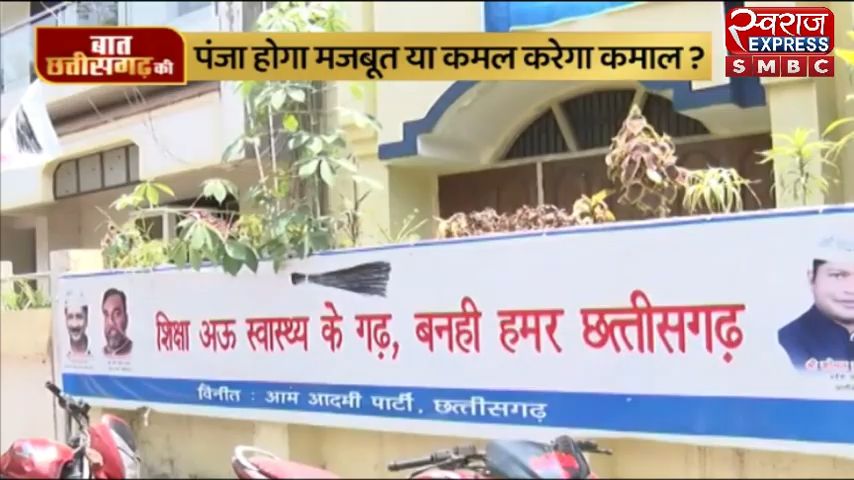 बात
छत्तीसगढ़ की
पंजा होगा मजबूत या कमल करेगा कमाल ?
स्वराज
EXPRESS
SMBC
शिक्षा अऊ स्वास्थ्य के गढ़, बनही हमर छत्तीसगढ़
विनीत : आम आदमी पार्टी, छत्तीसगढ़